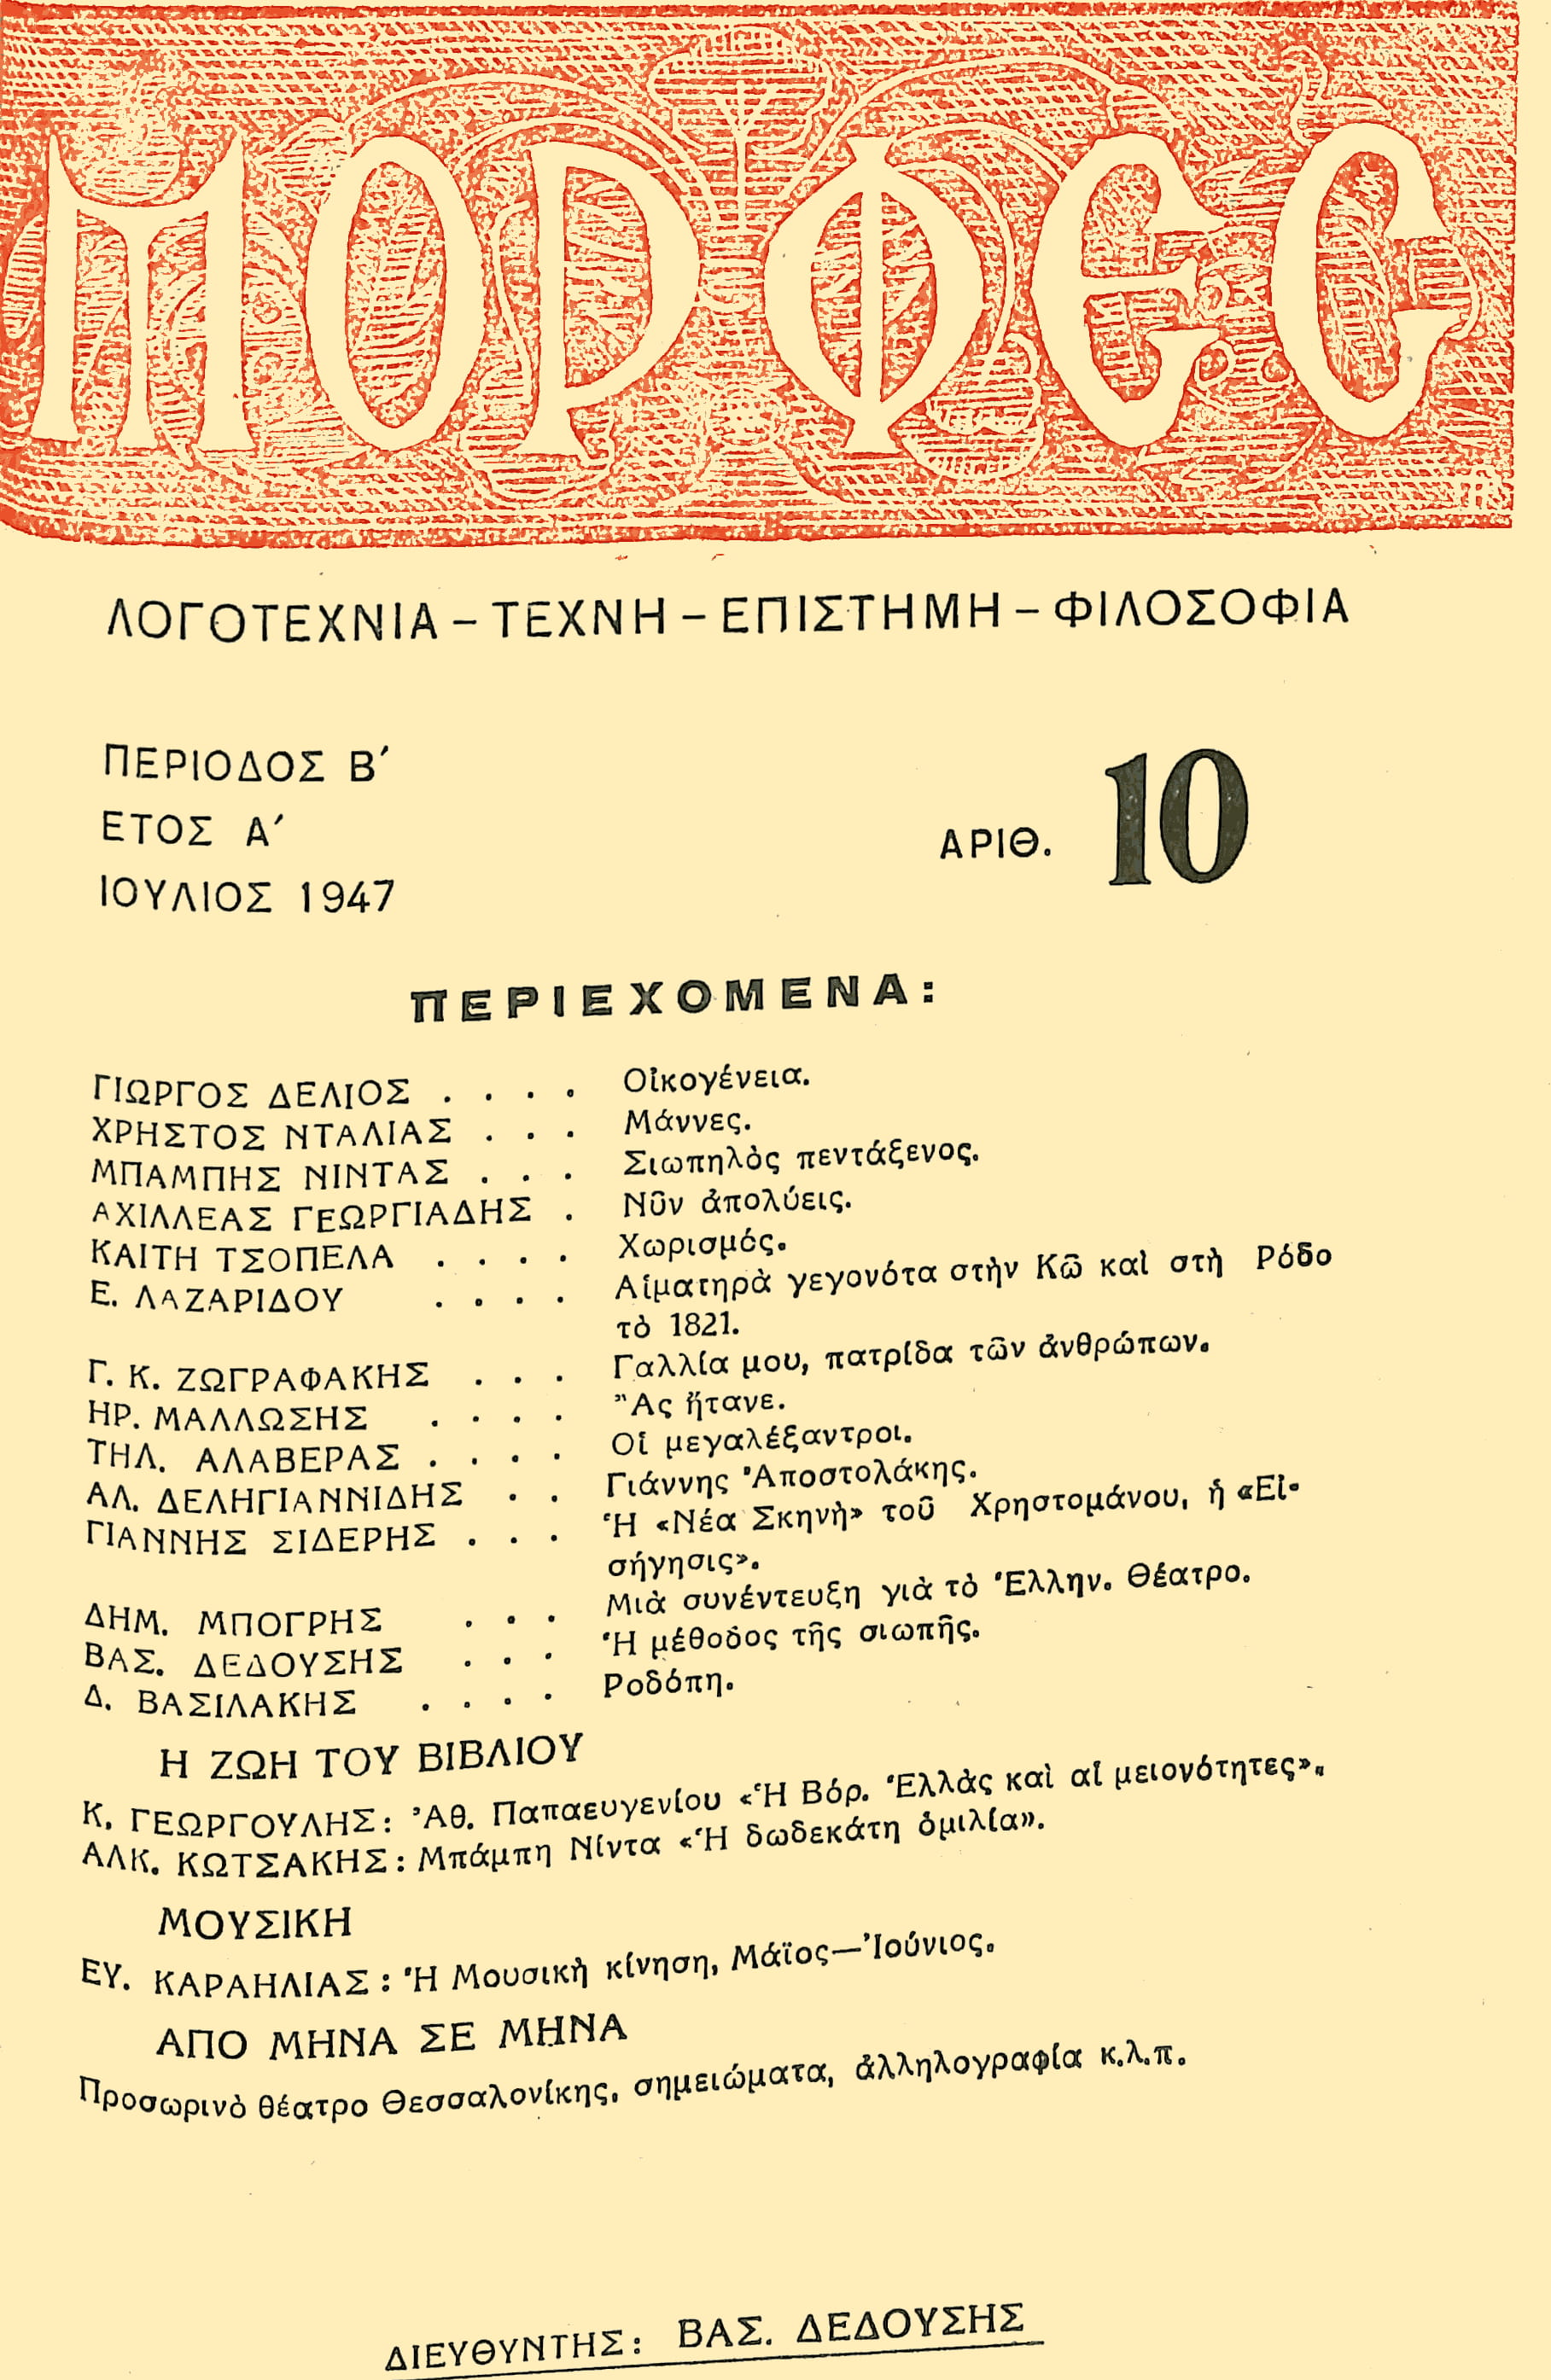 ΜΟΡΦΕΣ
ΛΟΓΟΤΕΧΝΙΑ – ΤΕΧΝΗ – ΕΠΙΣΤΗΜΗ – ΦΙΛΟΣΟΦΙΑ
ΠΕΡΙΟΔΟΣ Β΄
ΕΤΟΣ Α΄
ΙΟΥΛΙΟΣ 1947
ΑΡΙΘ. 10
ΠΕΡΙΕΧΟΜΕΝΑ:
ΓΙΩΡΓΟΣ ΔΕΛΙΟΣ . . . . Οἰκογένεια.
ΧΡΗΣΤΟΣ ΝΤΑΛΙΑΣ . . . Μάννες.
ΜΠΑΜΠΗΣ ΝΙΝΤΑΣ . . . Σιωπηλὸς πεντάξενος.
ΑΧΙΛΛΕΑΣ ΓΕΩΡΓΙΑΔΗΣ . Νῦν ἀπολύεις.
ΚΑΙΤΗ ΤΣΟΠΕΛΑ . . . . Χωρισμός.
Ε. ΛΑΖΑΡΙΔΟΥ . . . . Αἱματηρὰ γεγονότα στὴν Κῶ καὶ στὴ Ρόδο
τὸ 1821.
Γ. Κ. ΖΩΓΡΑΦΑΚΗΣ . . . Γαλλία μου, πατρίδα τῶν ἀνθρώπων.
ΗΡ. ΜΑΛΛΩΣΗΣ . . . . Ἂς ἤτανε.
ΤΗΛ. ΑΛΑΒΕΡΑΣ . . . . Οἱ μεγαλέξαντροι.
ΑΛ. ΔΕΛΗΓΙΑΝΝΙΔΗΣ . . Γιάννης Ἀποστολάκης.
ΓΙΑΝΝΗΣ ΣΙΔΕΡΗΣ . . . Ἡ «Νέα Σκηνὴ» τοῦ Χρηστομάνου, ἡ «Εἰ-
σήγησις».
ΔΗΜ. ΜΠΟΓΡΗΣ . . . Μιὰ συνέντευξη γιὰ τὸ Ἑλλην. Θέατρο.
ΒΑΣ. ΔΕΔΟΥΣΗΣ . . . Ἡ μέθοδος τῆς σιωπῆς.
Δ. ΒΑΣΙΛΑΚΗΣ . . . . Ροδόπη.
Η ΖΩΗ ΤΟΥ ΒΙΒΛΙΟΥ
Κ. ΓΕΩΡΓΟΥΛΗΣ: Ἀθ. Παπαευγενίου «Ἡ Βόρ. Ἑλλὰς καὶ αἱ μειονότητες».
ΑΛΚ. ΚΩΤΣΑΚΗΣ: Μπάμπη Νίντα «Ἡ δωδεκάτη ὁμιλία».
ΜΟΥΣΙΚΗ
ΕΥ. ΚΑΡΑΗΛΙΑΣ: Ἡ Μουσικὴ κίνηση, Μάϊος—Ἰούνιος.
ΑΠΟ ΜΗΝΑ ΣΕ ΜΗΝΑ
Προσωρινὸ θέατρο Θεσσαλονίκης, σημειώματα, ἀλληλογραφία κ.λ.π.
ΔΙΕΥΘΥΝΤΗΣ: ΒΑΣ. ΔΕΔΟΥΣΗΣ